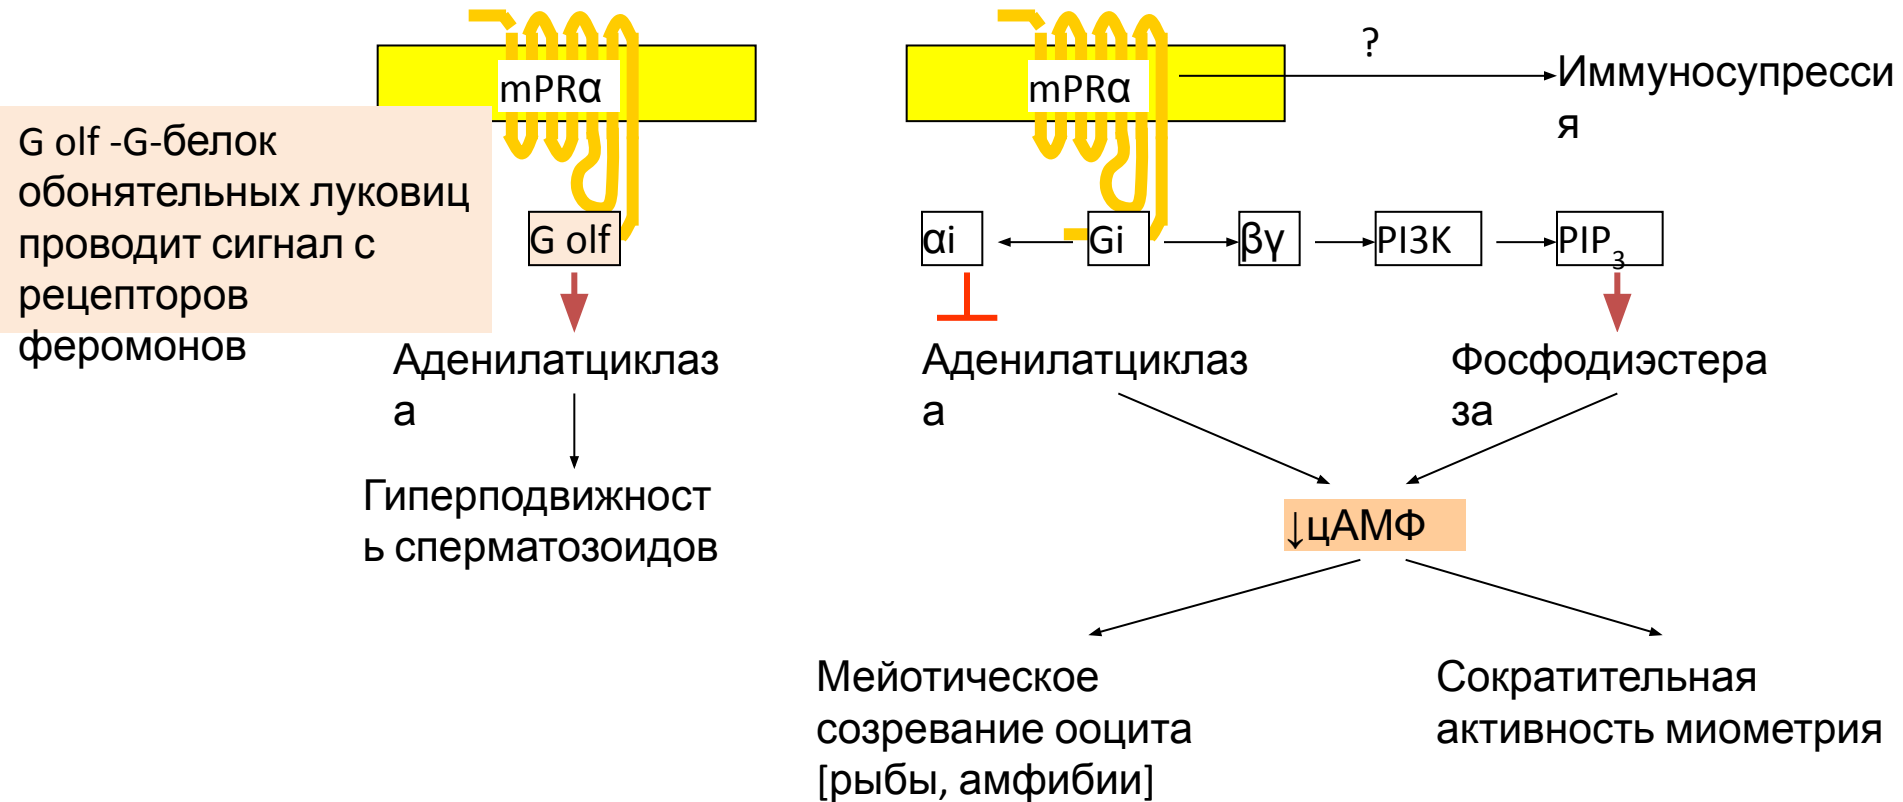 mPRα
G olf -G-белок
обонятельных луковиц
проводит сигнал с
рецепторов
феромонов
G olf
Аденилатциклаз
а
Гиперподвижност
ь сперматозоидов
mPRα
?
Иммуносупресси
я
αi
Gi
βγ
PI3K
PIP3
Аденилатциклаз
а
Фосфодиэстера
за
↓цАМФ
Мейотическое
созревание ооцита
[рыбы, амфибии]
Сократительная
активность миометрия